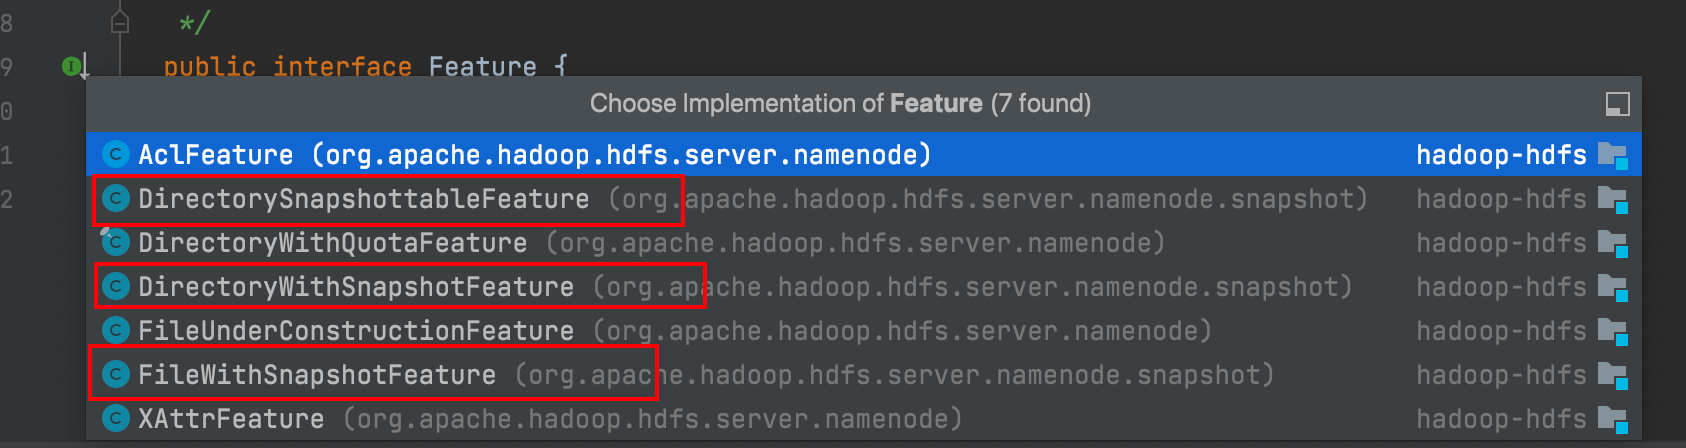 8 */
9 public interface Feature {
Choose Implementation of Feature (7 found)
0
AclFeature (org.apache.hadoop.hdfs.server.namenode) hadoop-hdfs
1
DirectorySnapshottableFeature (org.apache.hadoop.hdfs.server.namenode.snapshot) hadoop-hdfs
2
DirectoryWithQuotaFeature (org.apache.hadoop.hdfs.server.namenode) hadoop-hdfs
DirectoryWithSnapshotFeature (org.apache.hadoop.hdfs.server.namenode.snapshot) hadoop-hdfs
FileUnderConstructionFeature (org.apache.hadoop.hdfs.server.namenode) hadoop-hdfs
FileWithSnapshotFeature (org.apache.hadoop.hdfs.server.namenode.snapshot) hadoop-hdfs
XAttrFeature (org.apache.hadoop.hdfs.server.namenode) hadoop-hdfs